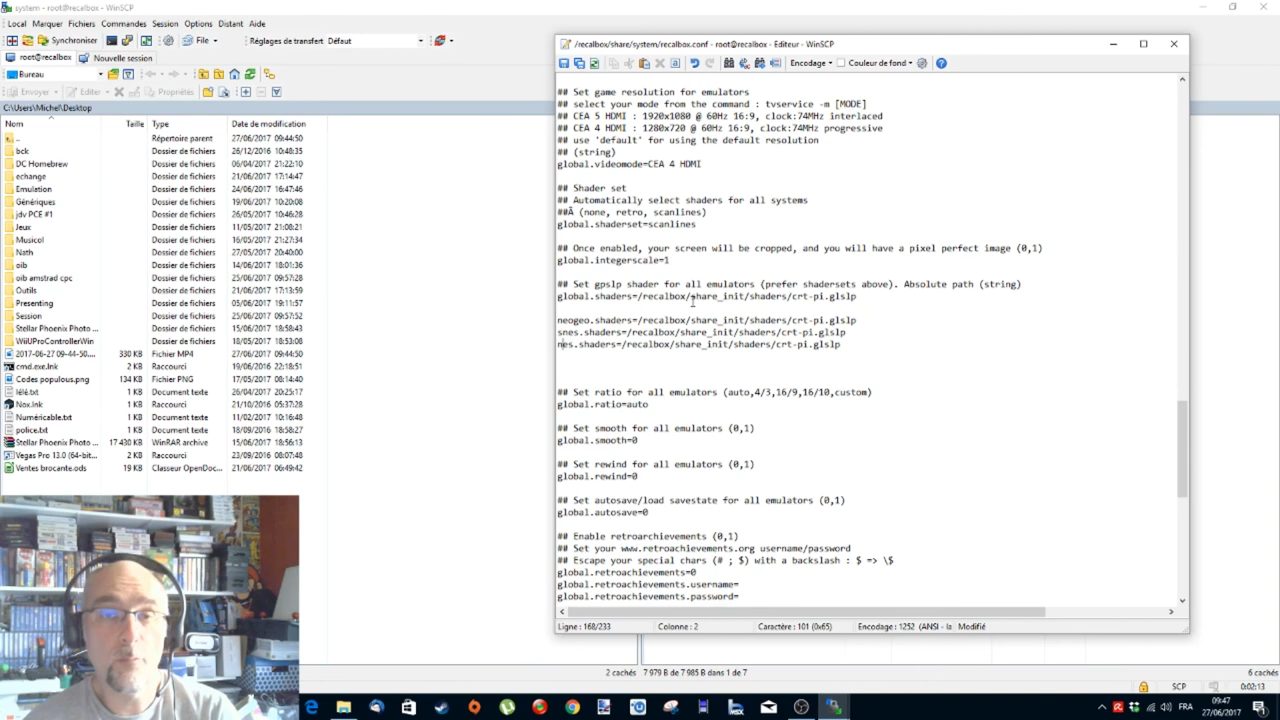 system - root@recalbox - WinSCP
Local Marquer Fichiers Commandes Session Options Distant Aide
Synchroniser File Réglages de transfert Défaut
root@recalbox Nouvelle session
Bureau
Envoyer Editer Propriétés
C:\Users\Michel\Desktop
Nom Taille Type Date de modification
.. Répertoire parent 27/06/2017 09:44:50
bck Dossier de fichiers 26/12/2016 10:48:35
DC Homebrew Dossier de fichiers 06/04/2017 21:22:10
echange Dossier de fichiers 21/06/2017 17:14:47
Emulation Dossier de fichiers 24/06/2017 16:47:46
Génériques Dossier de fichiers 19/06/2017 10:20:08
jdv PCE #1 Dossier de fichiers 26/05/2017 10:46:28
Jeux Dossier de fichiers 11/05/2017 21:08:21
Musicol Dossier de fichiers 16/05/2017 21:27:34
Nath Dossier de fichiers 27/05/2017 20:40:00
oib Dossier de fichiers 14/06/2017 18:01:36
oib amstrad cpc Dossier de fichiers 25/06/2017 09:57:28
Outils Dossier de fichiers 21/06/2017 17:13:59
Presenting Dossier de fichiers 05/06/2017 19:11:57
Session Dossier de fichiers 25/06/2017 09:57:52
Stellar Phoenix Photo ... Dossier de fichiers 15/06/2017 18:58:43
WiiUProControllerWin Dossier de fichiers 18/05/2017 18:53:08
2017-06-27 09-44-50.... 330 KB Fichier MP4 27/06/2017 09:44:50
cmd.exe.lnk 2 KB Raccourci 19/06/2016 22:18:51
Codes populous.png 134 KB Fichier PNG 17/05/2017 08:14:40
lélé.txt 1 KB Document texte 26/04/2017 20:25:17
Nox.lnk 1 KB Raccourci 21/10/2016 05:37:28
Numéricable.txt 1 KB Document texte 11/02/2017 10:16:48
police.txt 1 KB Document texte 18/09/2016 18:58:27
Stellar Phoenix Photo ... 17 430 KB WinRAR archive 15/06/2017 18:56:13
Vegas Pro 13.0 (64-bit... 2 KB Raccourci 23/09/2016 08:07:48
Ventes brocante.ods 19 KB Classeur OpenDoc... 21/06/2017 06:49:42
/recalbox/share/system/recalbox.conf - root@recalbox - Editeur - WinSCP
Encodage Couleur de fond
## Set game resolution for emulators
## select your mode from the command : tvservice -m [MODE]
## CEA 5 HDMI : 1920x1080 @ 60Hz 16:9, clock:74MHz interlaced
## CEA 4 HDMI : 1280x720 @ 60Hz 16:9, clock:74MHz progressive
## use 'default' for using the default resolution
## (string)
global.videomode=CEA 4 HDMI
## Shader set
## Automatically select shaders for all systems
##Â (none, retro, scanlines)
global.shaderset=scanlines
## Once enabled, your screen will be cropped, and you will have a pixel perfect image (0,1)
global.integerscale=1
## Set gpslp shader for all emulators (prefer shadersets above). Absolute path (string)
global.shaders=/recalbox/share_init/shaders/crt-pi.glslp
neogeo.shaders=/recalbox/share_init/shaders/crt-pi.glslp
snes.shaders=/recalbox/share_init/shaders/crt-pi.glslp
nes.shaders=/recalbox/share_init/shaders/crt-pi.glslp
## Set ratio for all emulators (auto,4/3,16/9,16/10,custom)
global.ratio=auto
## Set smooth for all emulators (0,1)
global.smooth=0
## Set rewind for all emulators (0,1)
global.rewind=0
## Set autosave/load savestate for all emulators (0,1)
global.autosave=0
## Enable retroarchievements (0,1)
## Set your www.retroachievements.org username/password
## Escape your special chars (# ; $) with a backslash : $ => \$
global.retroachievements=0
global.retroachievements.username=
global.retroachievements.password=
Ligne : 168/233 Colonne : 2 Caractère : 101 (0x65) Encodage : 1252 (ANSI - la Modifié
2 cachés 7 979 B de 7 985 B dans 1 de 7 6 cachés
SCP 0:02:13
FRA 09:47
27/06/2017